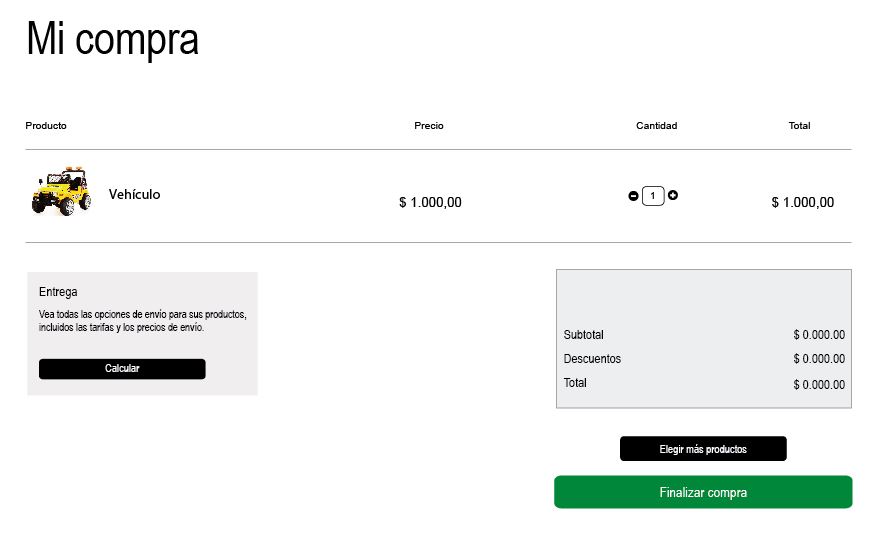 Mi compra
Producto Precio Cantidad Total
Vehículo $ 1.000,00 1 $ 1.000,00
Entrega
Vea todas las opciones de envío para sus productos,
incluidos las tarifas y los precios de envío.
Calcular
Subtotal $ 0.000.00
Descuentos $ 0.000.00
Total $ 0.000.00
Elegir más productos
Finalizar compra